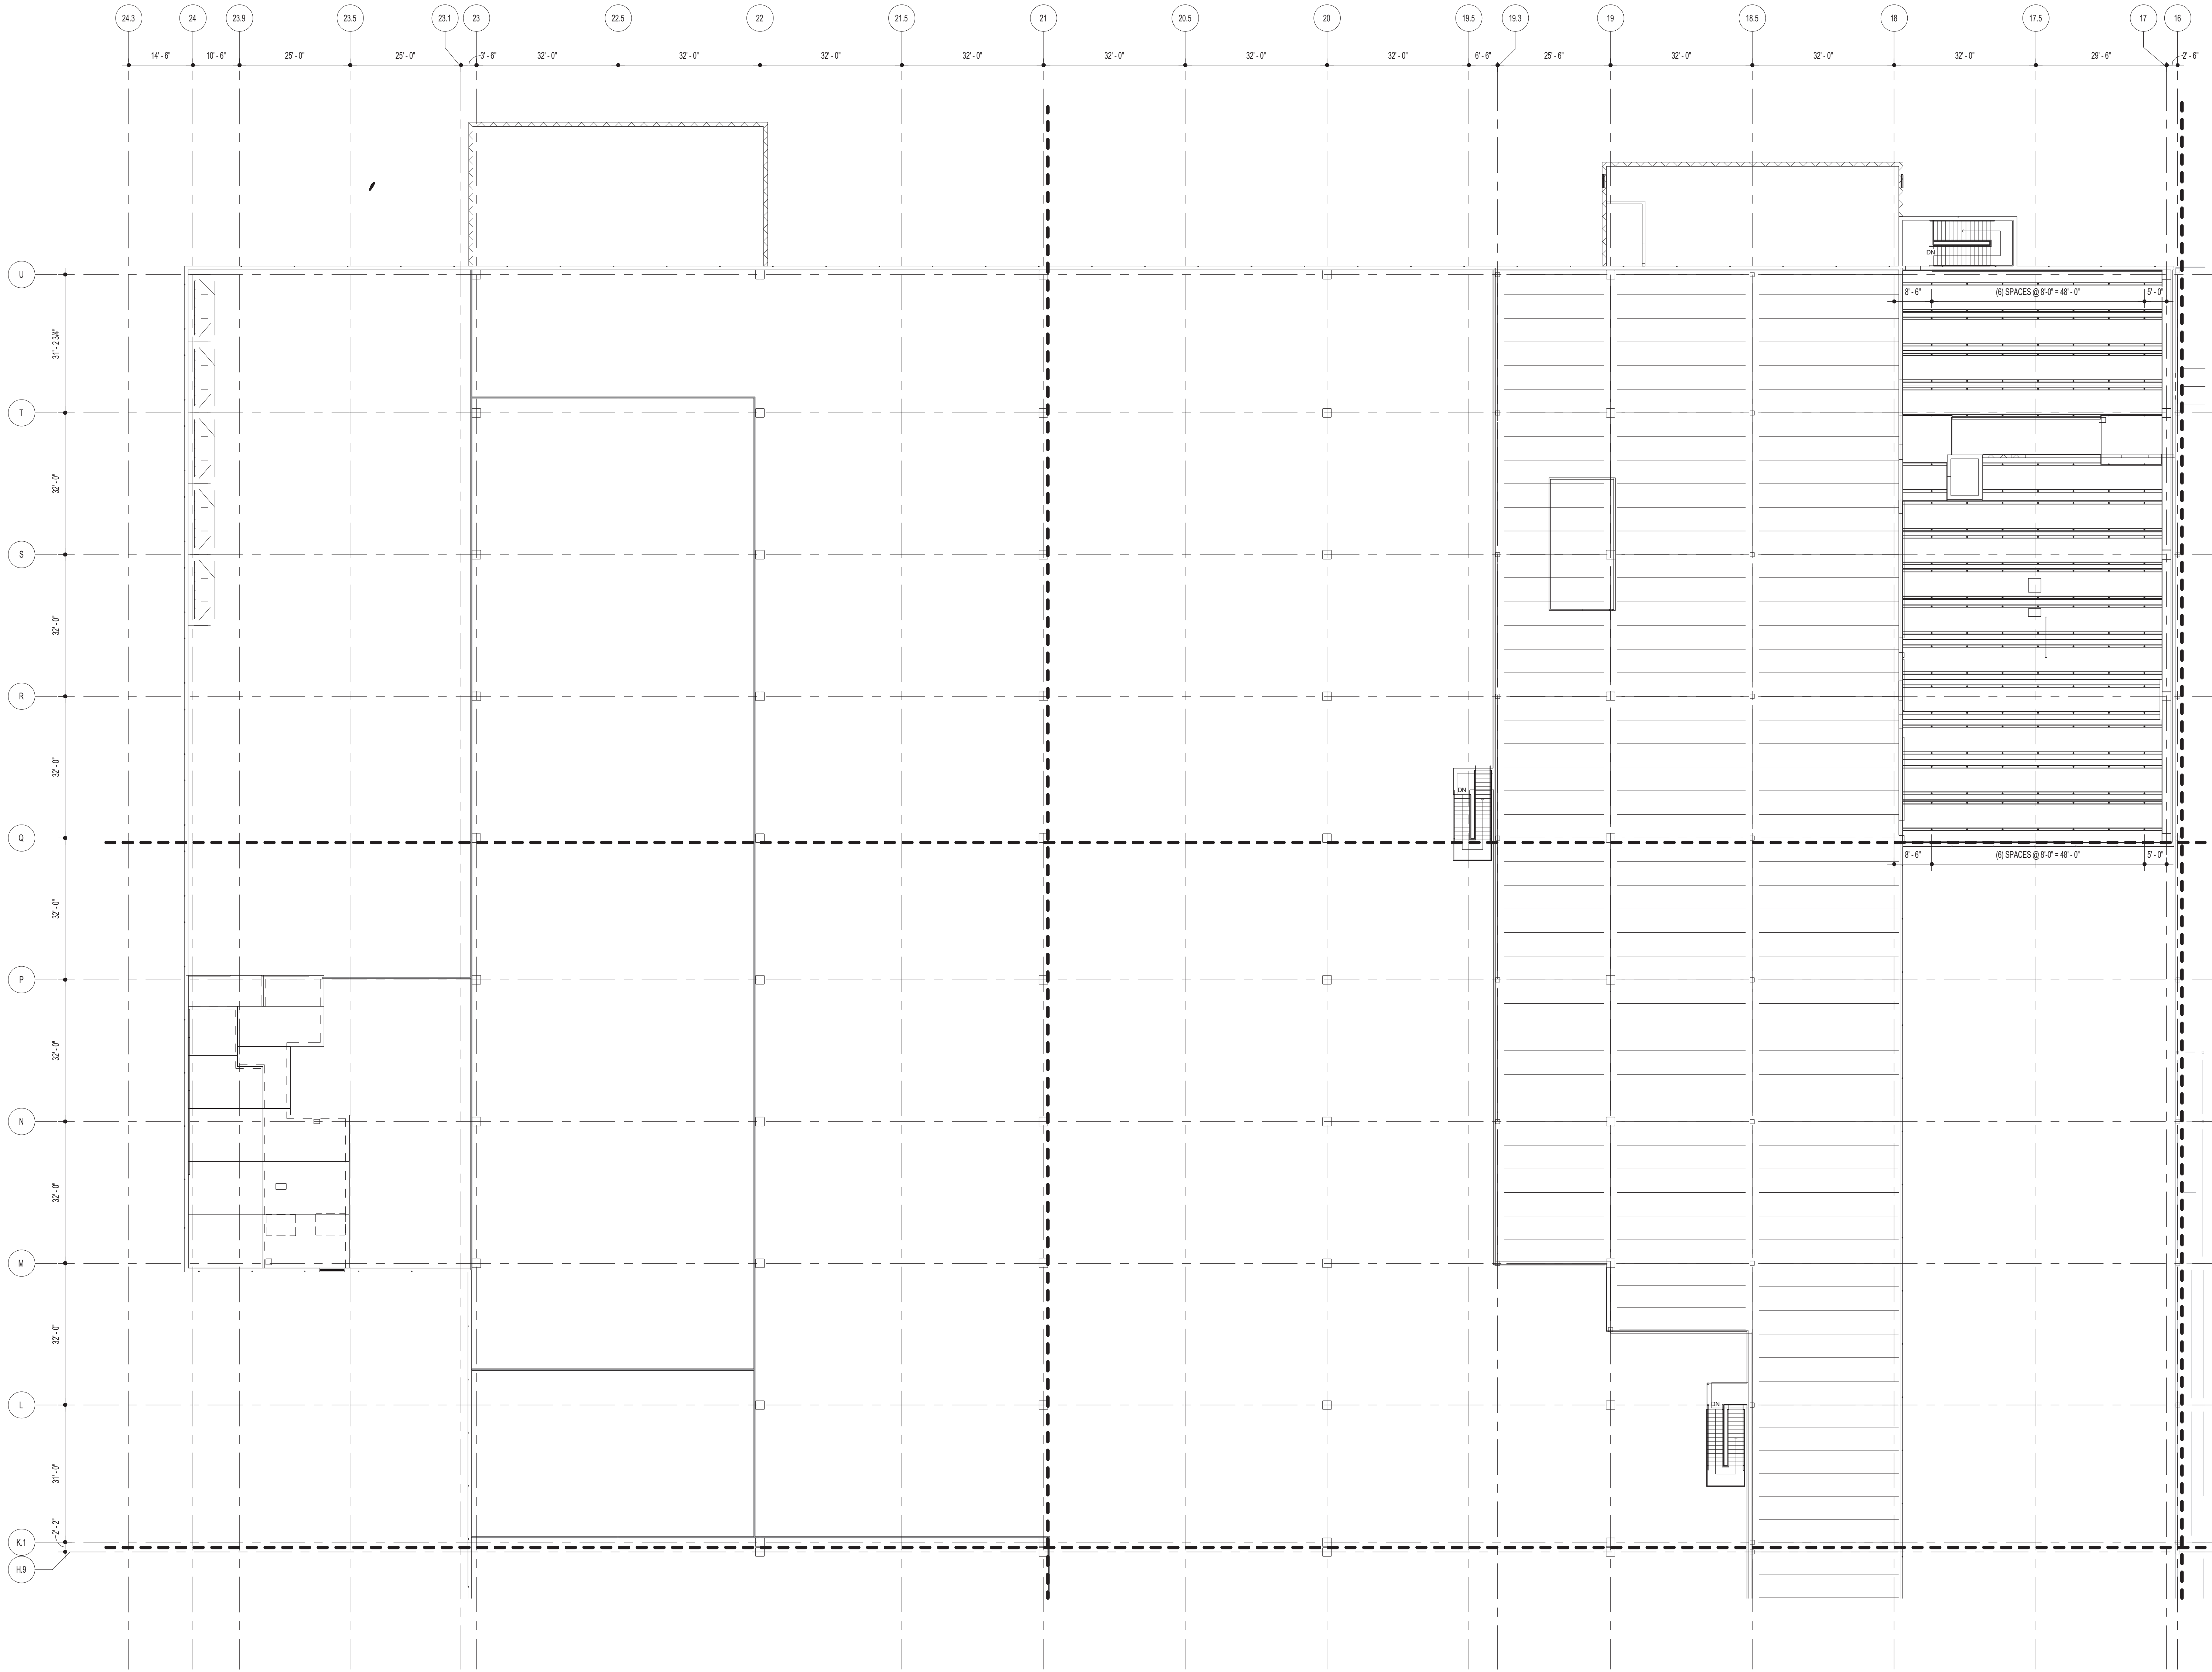 24.3 24 23.9 23.5 23.1 23 22.5 22 21.5 21 20.5 20 19.5 19.3 19 18.5 18 17.5 17 16
14' - 6" 10' - 6" 25' - 0" 25' - 0" 3' - 6" 32' - 0" 32' - 0" 32' - 0" 32' - 0" 32' - 0" 32' - 0" 32' - 0" 6' - 6" 25' - 6" 32' - 0" 32' - 0" 32' - 0" 29' - 6" 2' - 6"
DN
U
8' - 6" (6) SPACES @ 8'-0" = 48' - 0" 5' - 0"
31' - 2 3/4"
T
32' - 0"
S
32' - 0"
R
32' - 0"
DN
Q
8' - 6" (6) SPACES @ 8'-0" = 48' - 0" 5' - 0"
32' - 0"
P
32' - 0"
N
32' - 0"
M
32' - 0"
L
DN
31' - 0"
2' - 2"
K.1
H.9